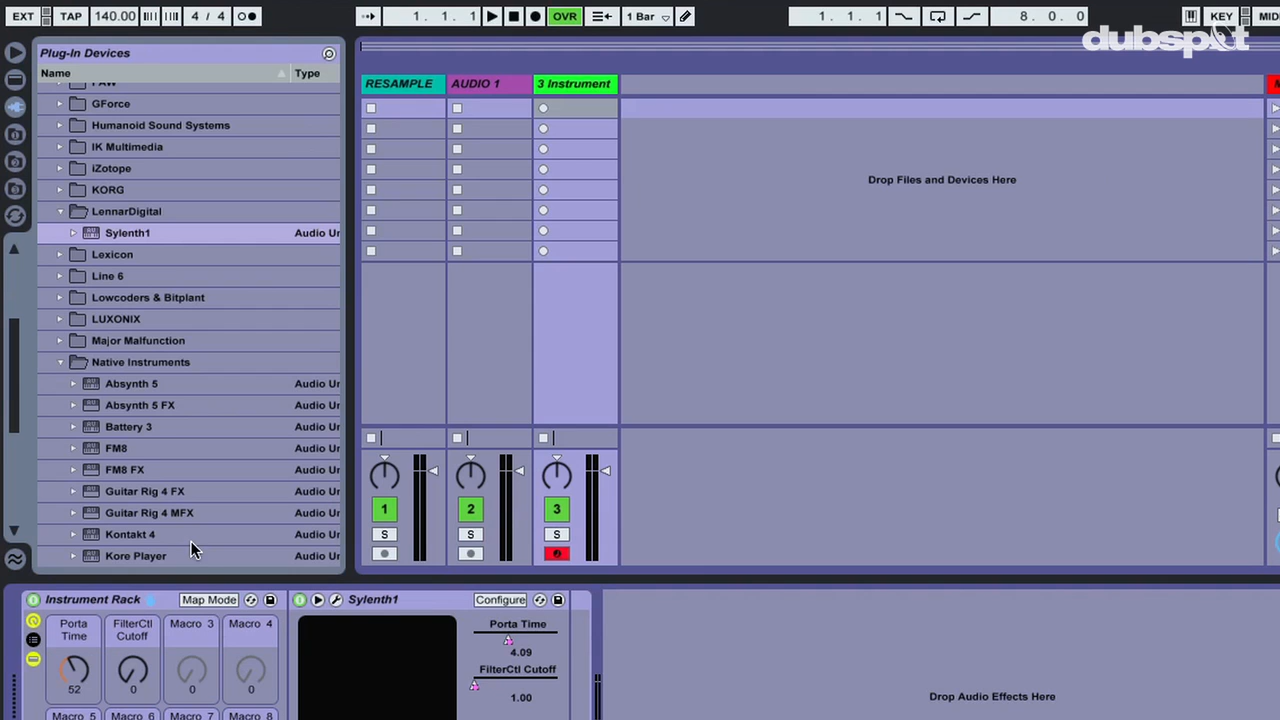 EXT TAP 140.00 4 / 4 1. 1. 1 OVR 1 Bar 1. 1. 1 8. 0. 0 KEY MID
dubspot
Plug-In Devices
Name Type
GForce
Humanoid Sound Systems
IK Multimedia
iZotope
KORG
LennarDigital
Sylenth1 Audio Ur
Lexicon
Line 6
Lowcoders & Bitplant
LUXONIX
Major Malfunction
Native Instruments
Absynth 5 Audio Ur
Absynth 5 FX Audio Ur
Battery 3 Audio Ur
FM8 Audio Ur
FM8 FX Audio Ur
Guitar Rig 4 FX Audio Ur
Guitar Rig 4 MFX Audio Ur
Kontakt 4 Audio Ur
Kore Player Audio Ur
RESAMPLE AUDIO 1 3 Instrument
Drop Files and Devices Here
1 2 3
S S S
Instrument Rack Map Mode
Porta Time
FilterCtl Cutoff
Macro 3
Macro 4
52 0 0 0
Macro 5 Macro 6 Macro 7 Macro 8
Sylenth1 Configure
Porta Time
4.09
FilterCtl Cutoff
1.00
Drop Audio Effects Here